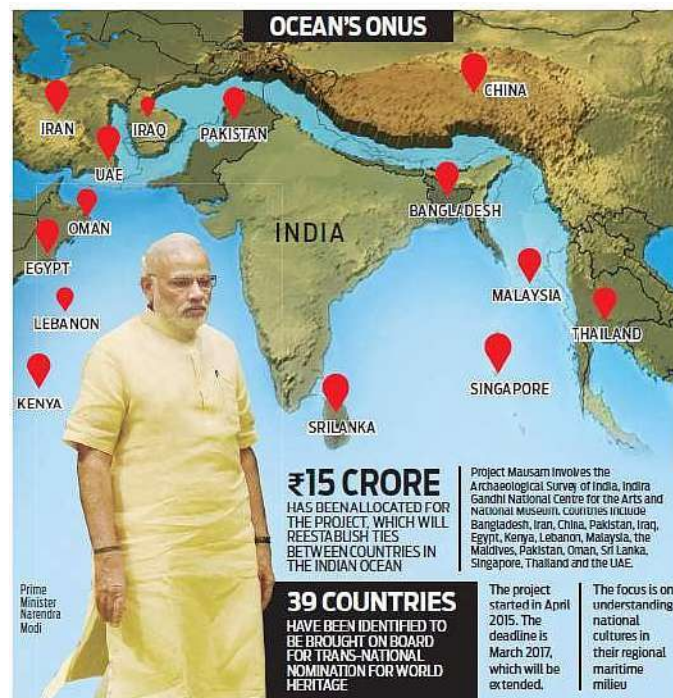 OCEAN'S ONUS
CHINA
IRAN
IRAQ
PAKISTAN
UAE
BANGLADESH
OMAN
INDIA
EGYPT
MALAYSIA
LEBANON
THAILAND
KENYA
SINGAPORE
SRILANKA
₹15 CRORE
HAS BEENALLOCATED FOR
THE PROJECT, WHICH WILL
REESTABLISH TIES
BETWEEN COUNTRIES IN
THE INDIAN OCEAN
Project Mausam involves the
Archaeological Survey of India, Indira
Gandhi National Centre for the Arts and
National Museum. Countries include
Bangladesh, Iran, China, Pakistan, Iraq,
Egypt, Kenya, Lebanon, Malaysia, the
Maldives, Pakistan, Oman, Sri Lanka,
Singapore, Thailand and the UAE.
Prime
Minister
Narendra
Modi
39 COUNTRIES
HAVE BEEN IDENTIFIED TO
BE BROUGHT ON BOARD
FOR TRANS-NATIONAL
NOMINATION FOR WORLD
HERITAGE
The project
started in April
2015. The
deadline is
March 2017,
which will be
extended.
The focus is on
understanding
national
cultures in
their regional
maritime
milieu